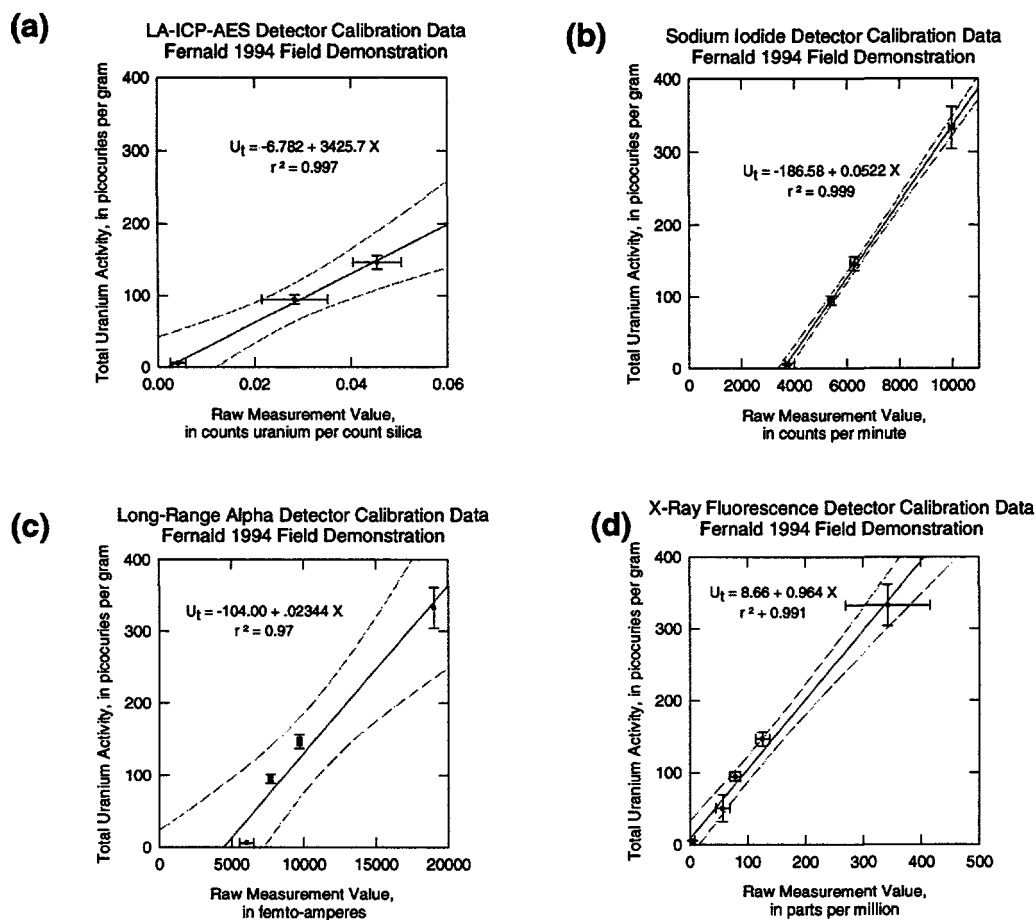 (a)
LA-ICP-AES Detector Calibration Data
Fernald 1994 Field Demonstration
Total Uranium Activity, in picocuries per gram
400
300
200
100
0
Ut = -6.782 + 3425.7 X
r² = 0.997
0.00 0.02 0.04 0.06
Raw Measurement Value,
in counts uranium per count silica
(b)
Sodium Iodide Detector Calibration Data
Fernald 1994 Field Demonstration
Total Uranium Activity, in picocuries per gram
400
300
200
100
0
Ut = -186.58 + 0.0522 X
r² = 0.999
0 2000 4000 6000 8000 10000
Raw Measurement Value,
in counts per minute
(c)
Long-Range Alpha Detector Calibration Data
Fernald 1994 Field Demonstration
Total Uranium Activity, in picocuries per gram
400
300
200
100
0
Ut = -104.00 + .02344 X
r² = 0.97
0 5000 10000 15000 20000
Raw Measurement Value,
in femto-amperes
(d)
X-Ray Fluorescence Detector Calibration Data
Fernald 1994 Field Demonstration
Total Uranium Activity, in picocuries per gram
400
300
200
100
0
Ut = 8.66 + 0.964 X
r² + 0.991
0 100 200 300 400 500
Raw Measurement Value,
in parts per million